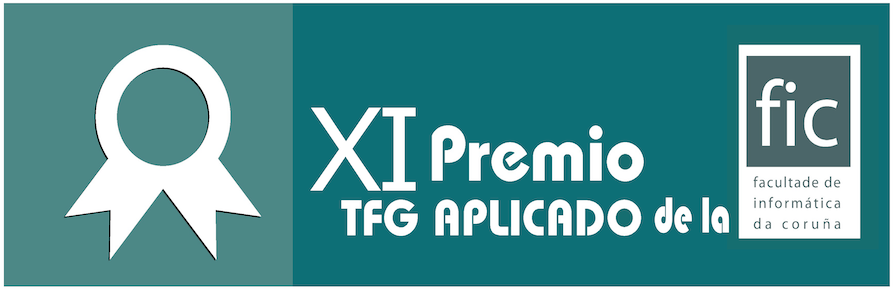 XI Premio
TFG APLICADO de la
fic
facultade de
informática
da coruña